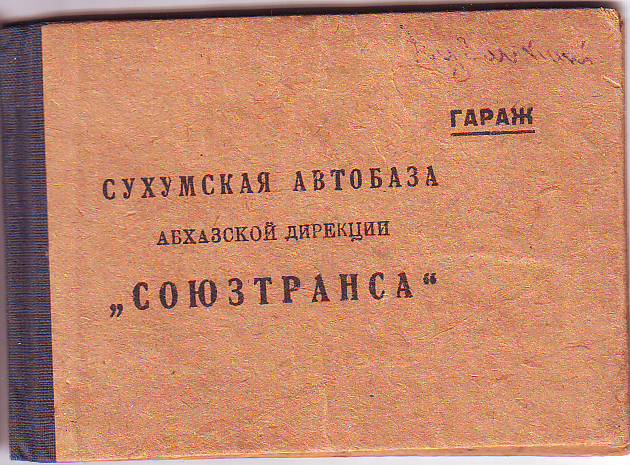 ГАРАЖ
СУХУМСКАЯ АВТОБАЗА
АБХАЗСКОЙ ДИРЕКЦИИ
„СОЮЗТРАНСА“